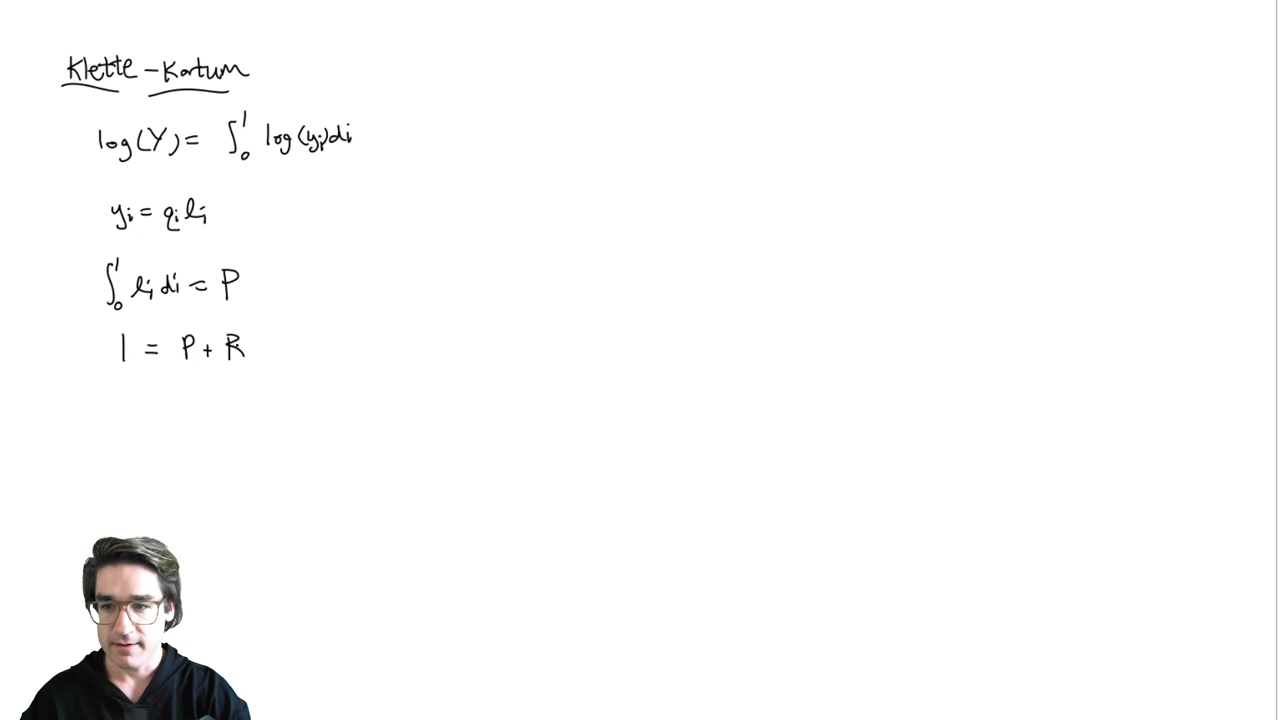 Klette - Kortum
log(Y) = ∫₀¹ log(yᵢ)di
yᵢ = qᵢlᵢ
∫₀¹ lᵢ di = P
1 = P + R